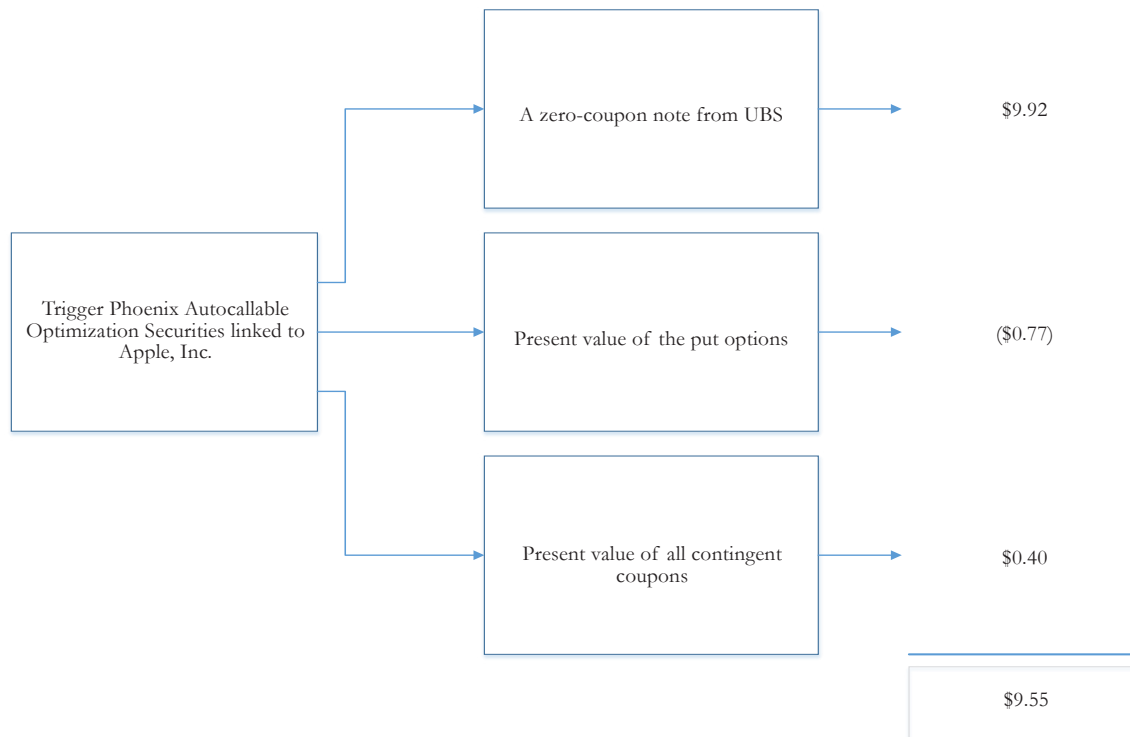 A zero-coupon note from UBS
$9.92
Trigger Phoenix Autocallable
Optimization Securities linked to
Apple, Inc.
Present value of the put options
($0.77)
Present value of all contingent
coupons
$0.40
$9.55